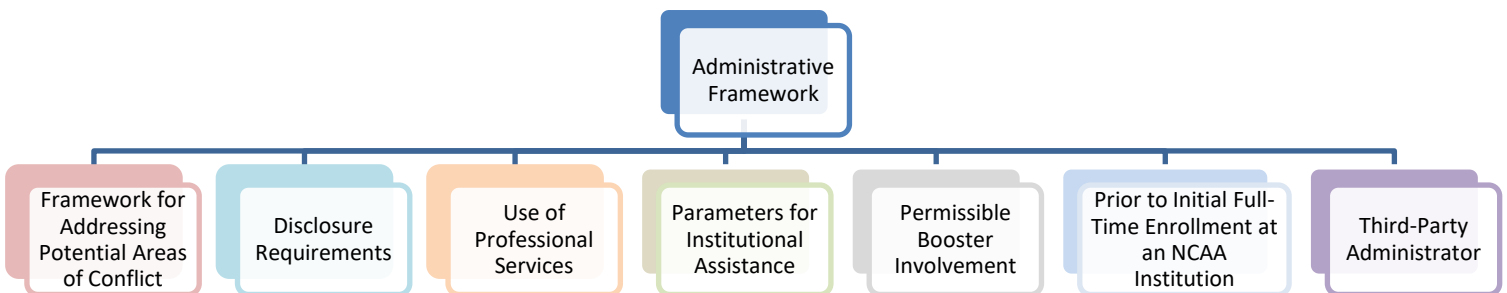 Administrative
Framework
Framework for
Addressing
Potential Areas
of Conflict
Disclosure
Requirements
Use of
Professional
Services
Parameters for
Institutional
Assistance
Permissible
Booster
Involvement
Prior to Initial Full-
Time Enrollment at
an NCAA
Institution
Third-Party
Administrator